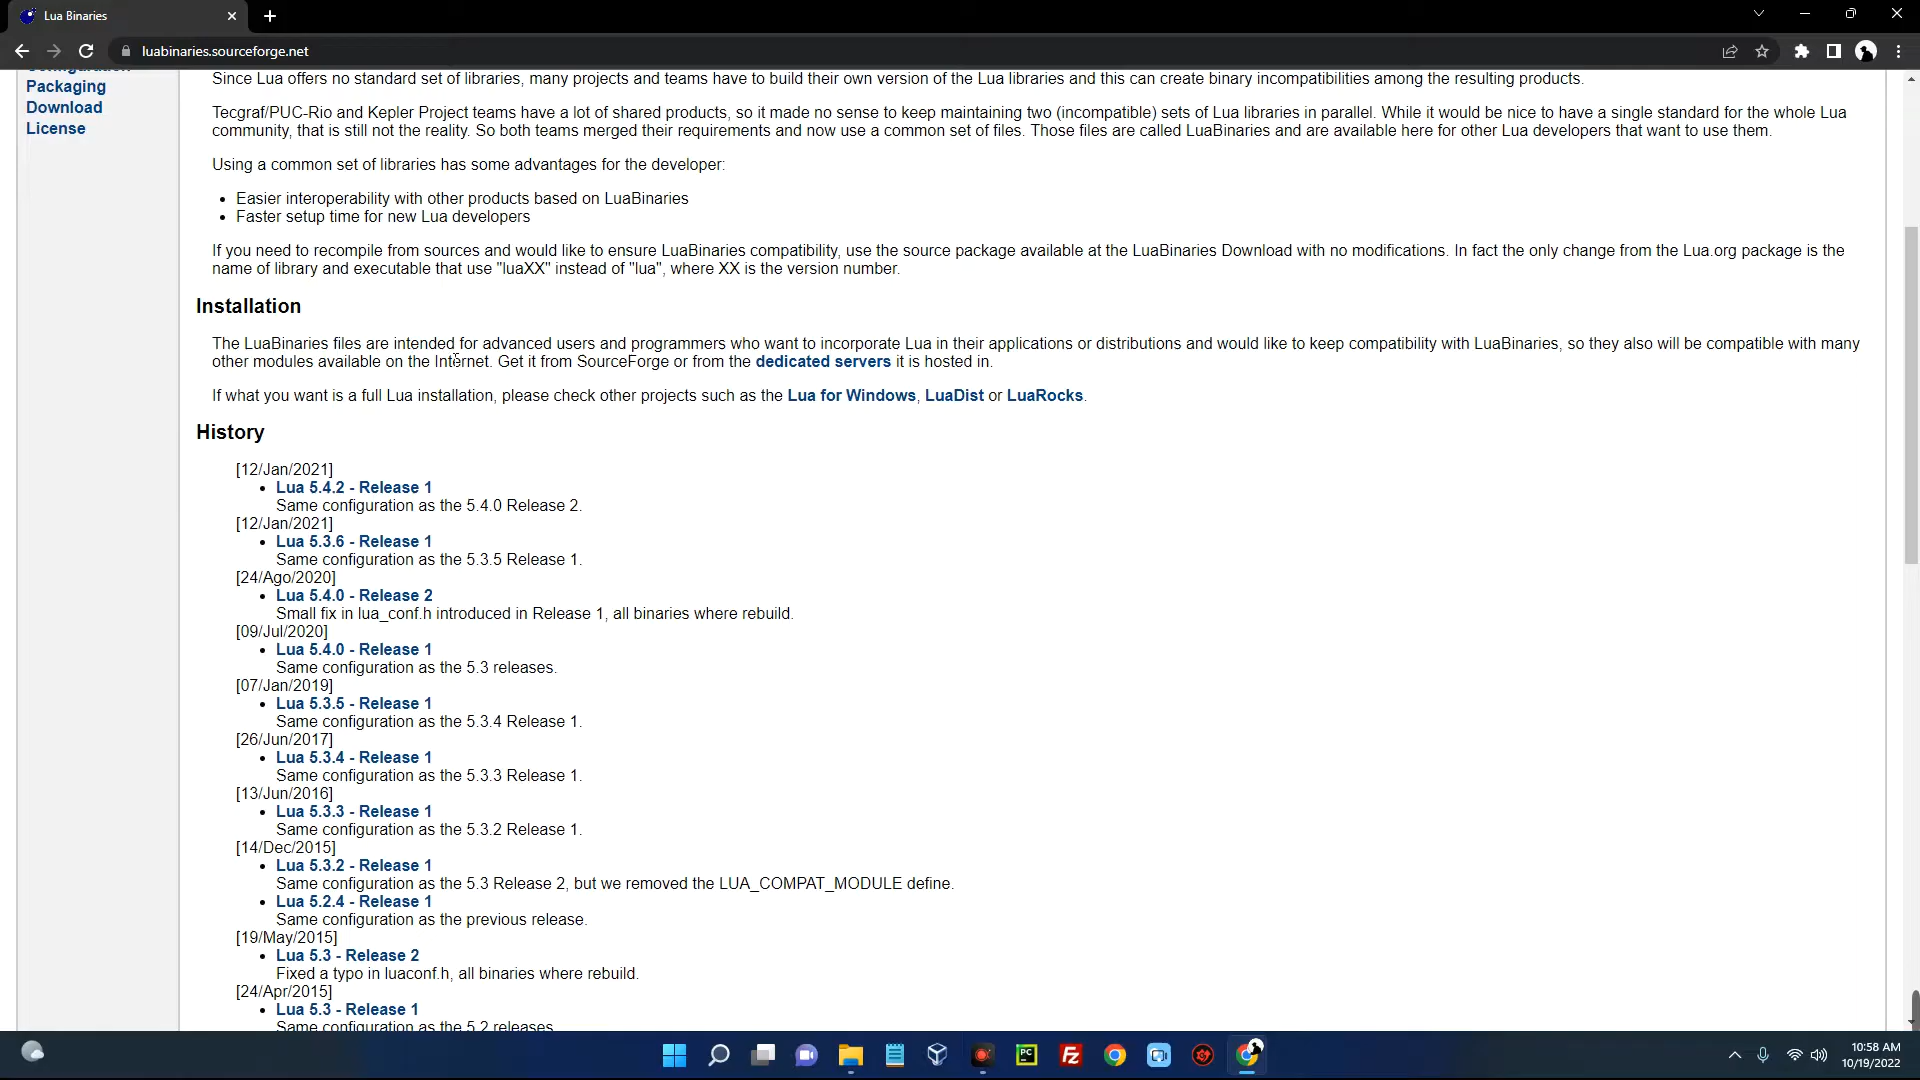 Lua Binaries
luabinaries.sourceforge.net
Packaging
Download
License
Since Lua offers no standard set of libraries, many projects and teams have to build their own version of the Lua libraries and this can create binary incompatibilities among the resulting products.
Tecgraf/PUC-Rio and Kepler Project teams have a lot of shared products, so it made no sense to keep maintaining two (incompatible) sets of Lua libraries in parallel. While it would be nice to have a single standard for the whole Lua
community, that is still not the reality. So both teams merged their requirements and now use a common set of files. Those files are called LuaBinaries and are available here for other Lua developers that want to use them.
Using a common set of libraries has some advantages for the developer:
• Easier interoperability with other products based on LuaBinaries
• Faster setup time for new Lua developers
If you need to recompile from sources and would like to ensure LuaBinaries compatibility, use the source package available at the LuaBinaries Download with no modifications. In fact the only change from the Lua.org package is the
name of library and executable that use "luaXX" instead of "lua", where XX is the version number.
Installation
The LuaBinaries files are intended for advanced users and programmers who want to incorporate Lua in their applications or distributions and would like to keep compatibility with LuaBinaries, so they also will be compatible with many
other modules available on the Internet. Get it from SourceForge or from the dedicated servers it is hosted in.
If what you want is a full Lua installation, please check other projects such as the Lua for Windows, LuaDist or LuaRocks.
History
[12/Jan/2021]
• Lua 5.4.2 - Release 1
Same configuration as the 5.4.0 Release 2.
[12/Jan/2021]
• Lua 5.3.6 - Release 1
Same configuration as the 5.3.5 Release 1.
[24/Ago/2020]
• Lua 5.4.0 - Release 2
Small fix in lua_conf.h introduced in Release 1, all binaries where rebuild.
[09/Jul/2020]
• Lua 5.4.0 - Release 1
Same configuration as the 5.3 releases.
[07/Jan/2019]
• Lua 5.3.5 - Release 1
Same configuration as the 5.3.4 Release 1.
[26/Jun/2017]
• Lua 5.3.4 - Release 1
Same configuration as the 5.3.3 Release 1.
[13/Jun/2016]
• Lua 5.3.3 - Release 1
Same configuration as the 5.3.2 Release 1.
[14/Dec/2015]
• Lua 5.3.2 - Release 1
Same configuration as the 5.3 Release 2, but we removed the LUA_COMPAT_MODULE define.
• Lua 5.2.4 - Release 1
Same configuration as the previous release.
[19/May/2015]
• Lua 5.3 - Release 2
Fixed a typo in luaconf.h, all binaries where rebuild.
[24/Apr/2015]
• Lua 5.3 - Release 1
Same configuration as the 5.2 releases
PC
FZ
10:58 AM
10/19/2022